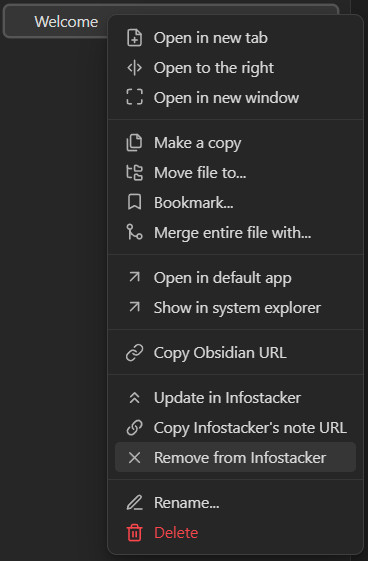 Welcome
Open in new tab
Open to the right
Open in new window
Make a copy
Move file to...
Bookmark...
Merge entire file with...
Open in default app
Show in system explorer
Copy Obsidian URL
Update in Infostacker
Copy Infostacker's note URL
Remove from Infostacker
Rename...
Delete